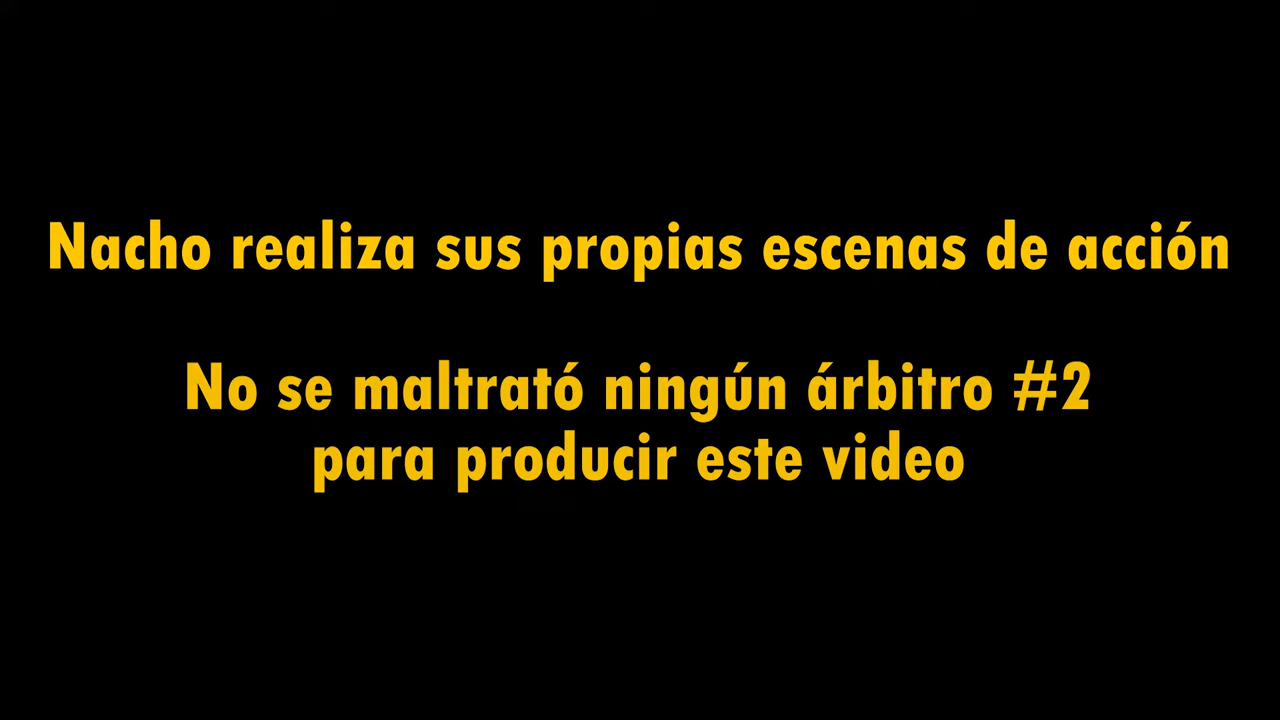 Nacho realiza sus propias escenas de acción
No se maltrató ningún árbitro #2
para producir este video